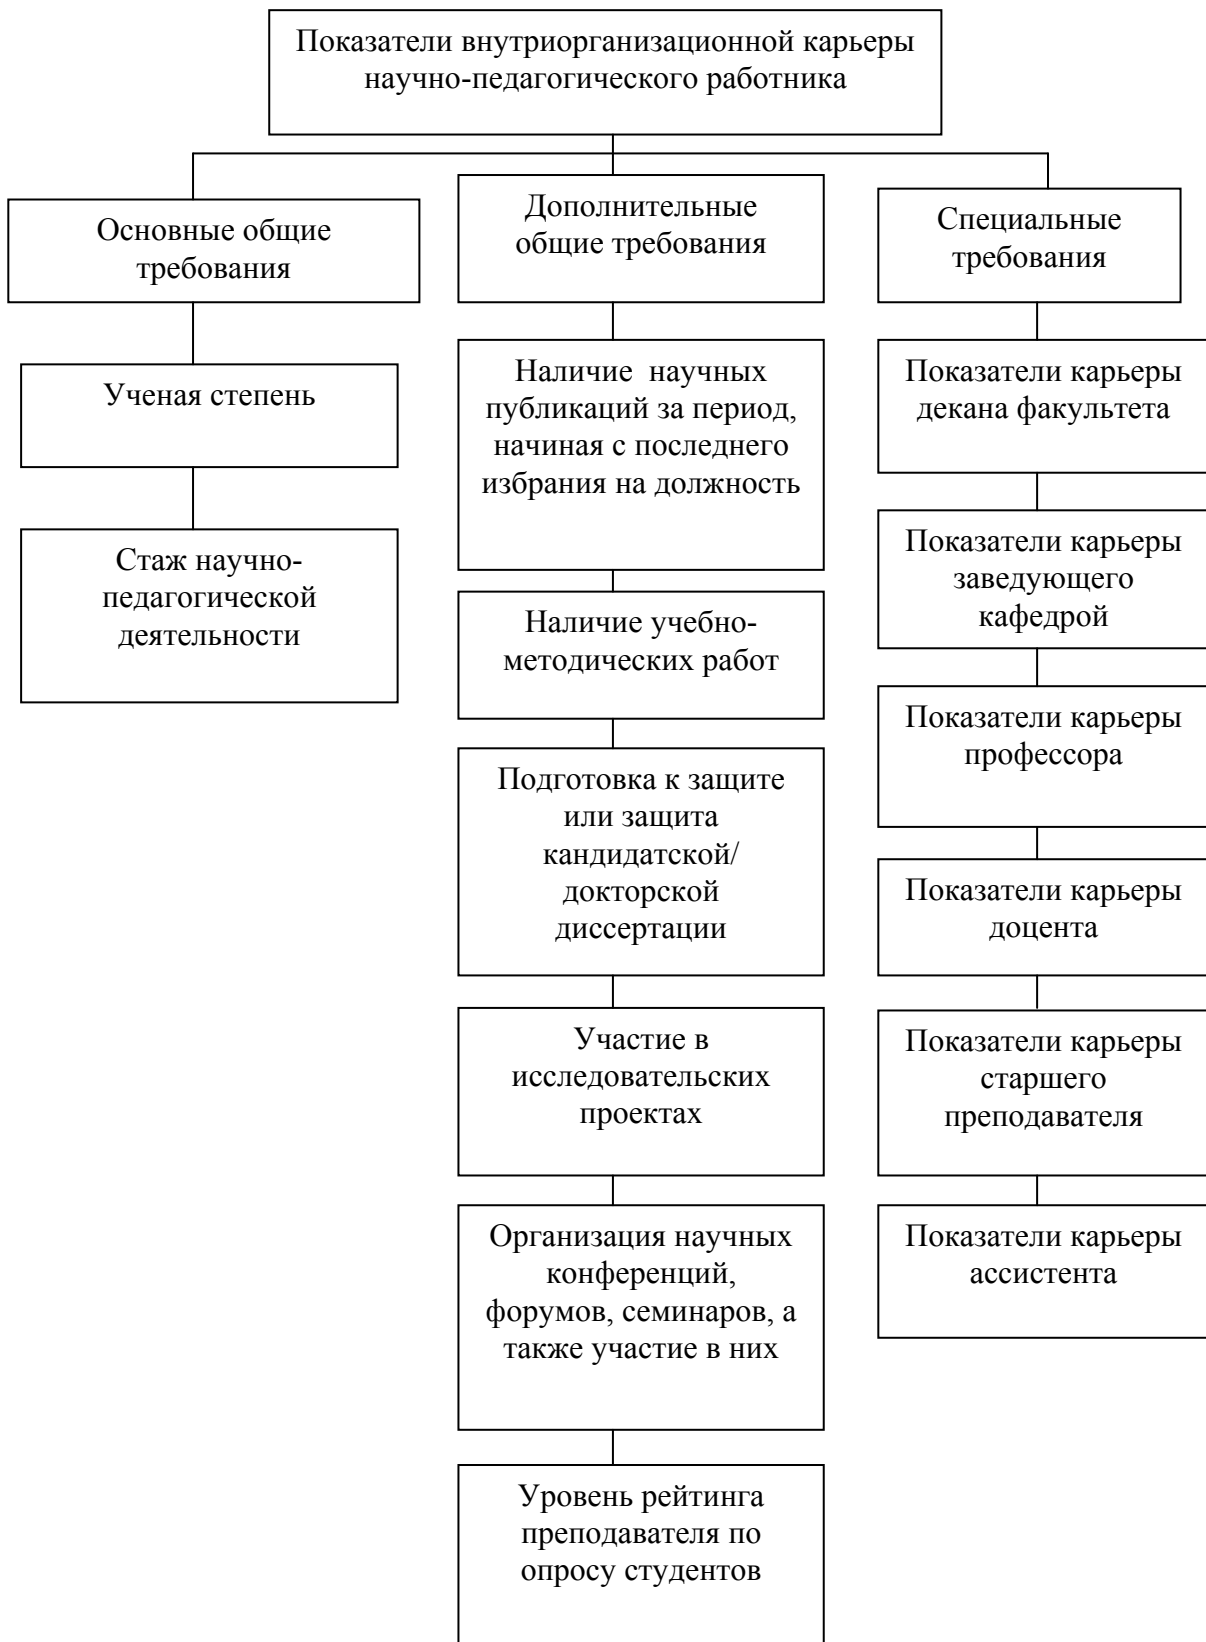 Показатели внутриорганизационной карьеры
научно-педагогического работника
Основные общие
требования
Ученая степень
Стаж научно-
педагогической
деятельности
Дополнительные
общие требования
Наличие научных
публикаций за период,
начиная с последнего
избрания на должность
Наличие учебно-
методических работ
Подготовка к защите
или защита
кандидатской/
докторской
диссертации
Участие в
исследовательских
проектах
Организация научных
конференций,
форумов, семинаров, а
также участие в них
Уровень рейтинга
преподавателя по
опросу студентов
Специальные
требования
Показатели карьеры
декана факультета
Показатели карьеры
заведующего
кафедрой
Показатели карьеры
профессора
Показатели карьеры
доцента
Показатели карьеры
старшего
преподавателя
Показатели карьеры
ассистента